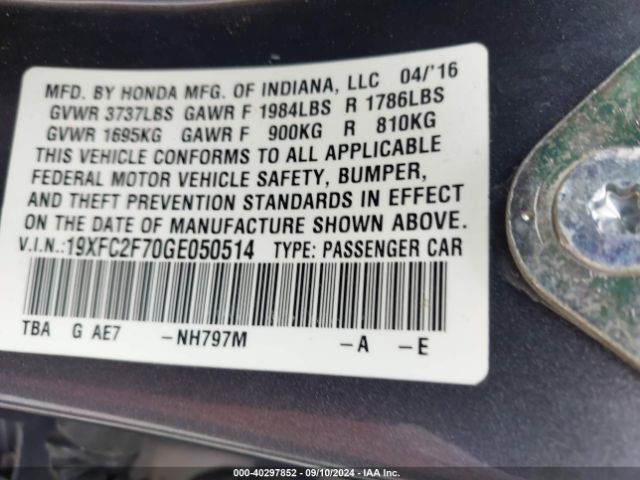 MFD. BY HONDA MFG. OF INDIANA, LLC 04/'16
GVWR 3737LBS GAWR F 1984LBS R 1786LBS
GVWR 1695KG GAWR F 900KG R 810KG
THIS VEHICLE CONFORMS TO ALL APPLICABLE
FEDERAL MOTOR VEHICLE SAFETY, BUMPER,
AND THEFT PREVENTION STANDARDS IN EFFECT
ON THE DATE OF MANUFACTURE SHOWN ABOVE.
V.I.N.:19XFC2F70GE050514 TYPE: PASSENGER CAR
TBA G AE7 -NH797M -A -E
000-40297852 - 09/10/2024 - IAA Inc.